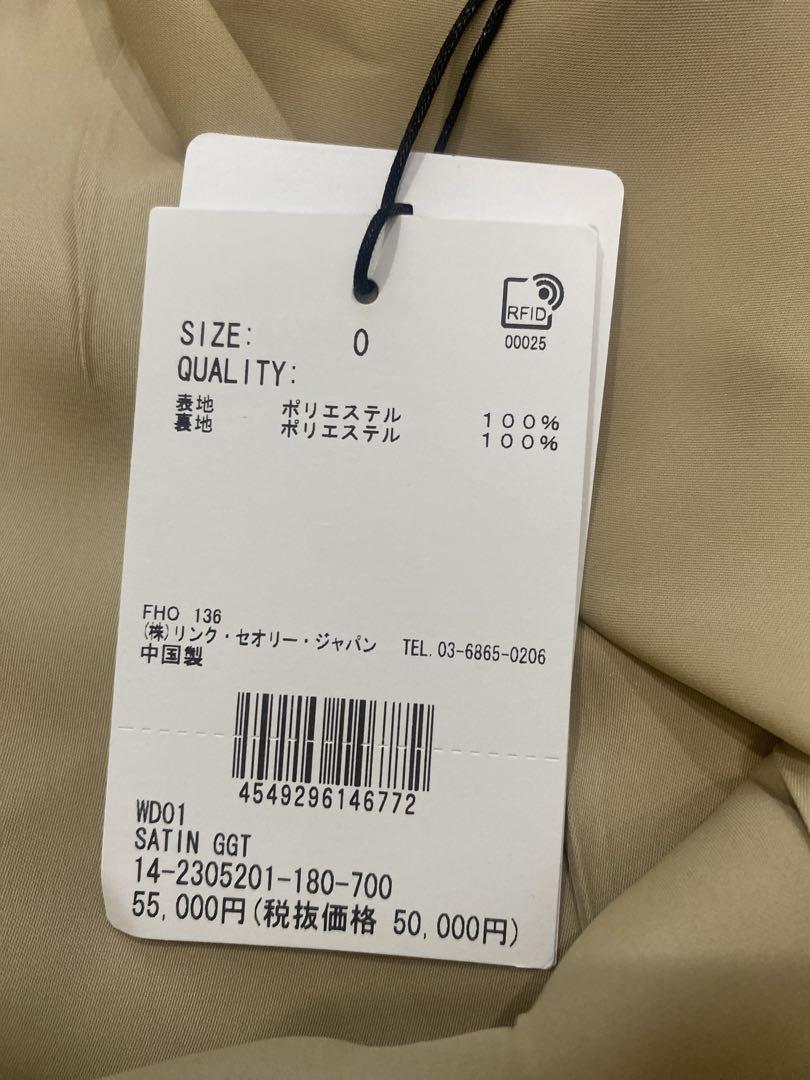 RFID
00025
SIZE: 0
QUALITY:
表地 ポリエステル 100%
裏地 ポリエステル 100%
FHO 136
(株)リンク・セオリー・ジャパン TEL.03-6865-0206
中国製
4549296146772
WD01
SATIN GGT
14-2305201-180-700
55,000円(税抜価格 50,000円)